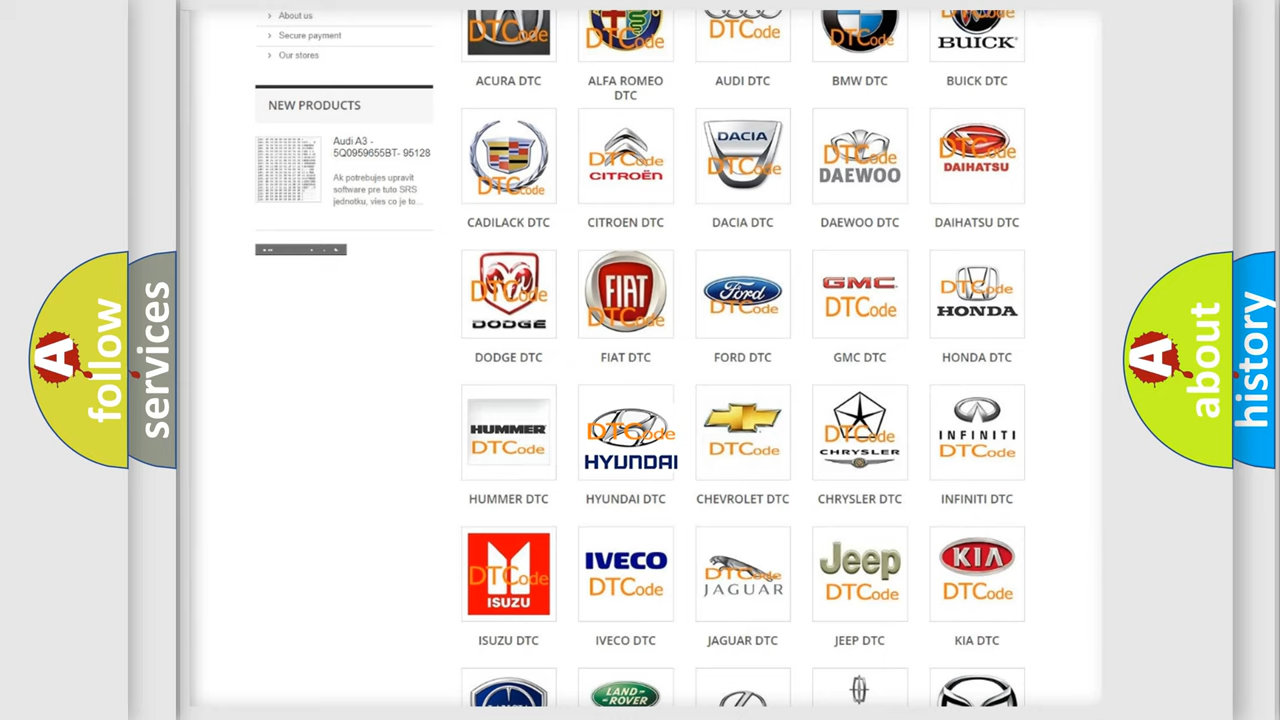 About us
Secure payment
Our stores
NEW PRODUCTS
Audi A3 -
5Q0959655BT- 95128
Ak potrebujes upravit
software pre tuto SRS
jednotku, vies co je to...
DTCode
DTCode
DTCode
DTCode
BUICK
ACURA DTC
ALFA ROMEO
DTC
AUDI DTC
BMW DTC
BUICK DTC
DTCode
DTCode
CITROËN
DACIA
DTCode
DTCode
DAEWOO
DTCode
DAIHATSU
CADILACK DTC
CITROEN DTC
DACIA DTC
DAEWOO DTC
DAIHATSU DTC
DTCode
DODGE
FIAT
DTCode
Ford
DTCode
GMC
DTCode
DTCode
HONDA
DODGE DTC
FIAT DTC
FORD DTC
GMC DTC
HONDA DTC
HUMMER
DTCode
DTCode
HYUNDAI
DTCode
DTCode
CHRYSLER
INFINITI
DTCode
HUMMER DTC
HYUNDAI DTC
CHEVROLET DTC
CHRYSLER DTC
INFINITI DTC
DTCode
ISUZU
IVECO
DTCode
DTCode
JAGUAR
Jeep
DTCode
KIA
DTCode
ISUZU DTC
IVECO DTC
JAGUAR DTC
JEEP DTC
KIA DTC
LAND-
ROVER
A
follow
services
A
about
history